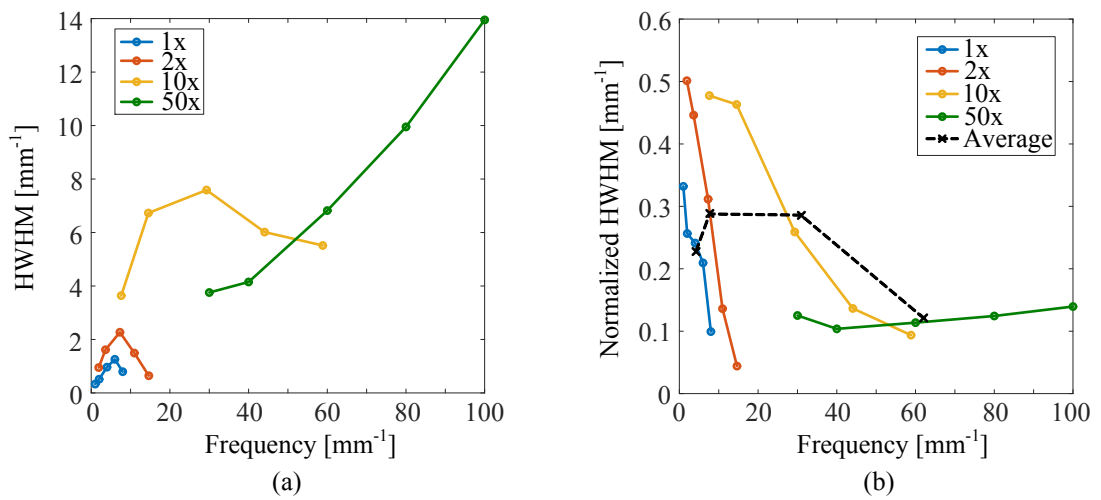 14
12
10
8
6
4
2
0
HWHM [mm⁻¹]
1x
2x
10x
50x
0 20 40 60 80 100
Frequency [mm⁻¹]
(a)
0.6
0.5
0.4
0.3
0.2
0.1
0
Normalized HWHM [mm⁻¹]
1x
2x
10x
50x
Average
0 20 40 60 80 100
Frequency [mm⁻¹]
(b)